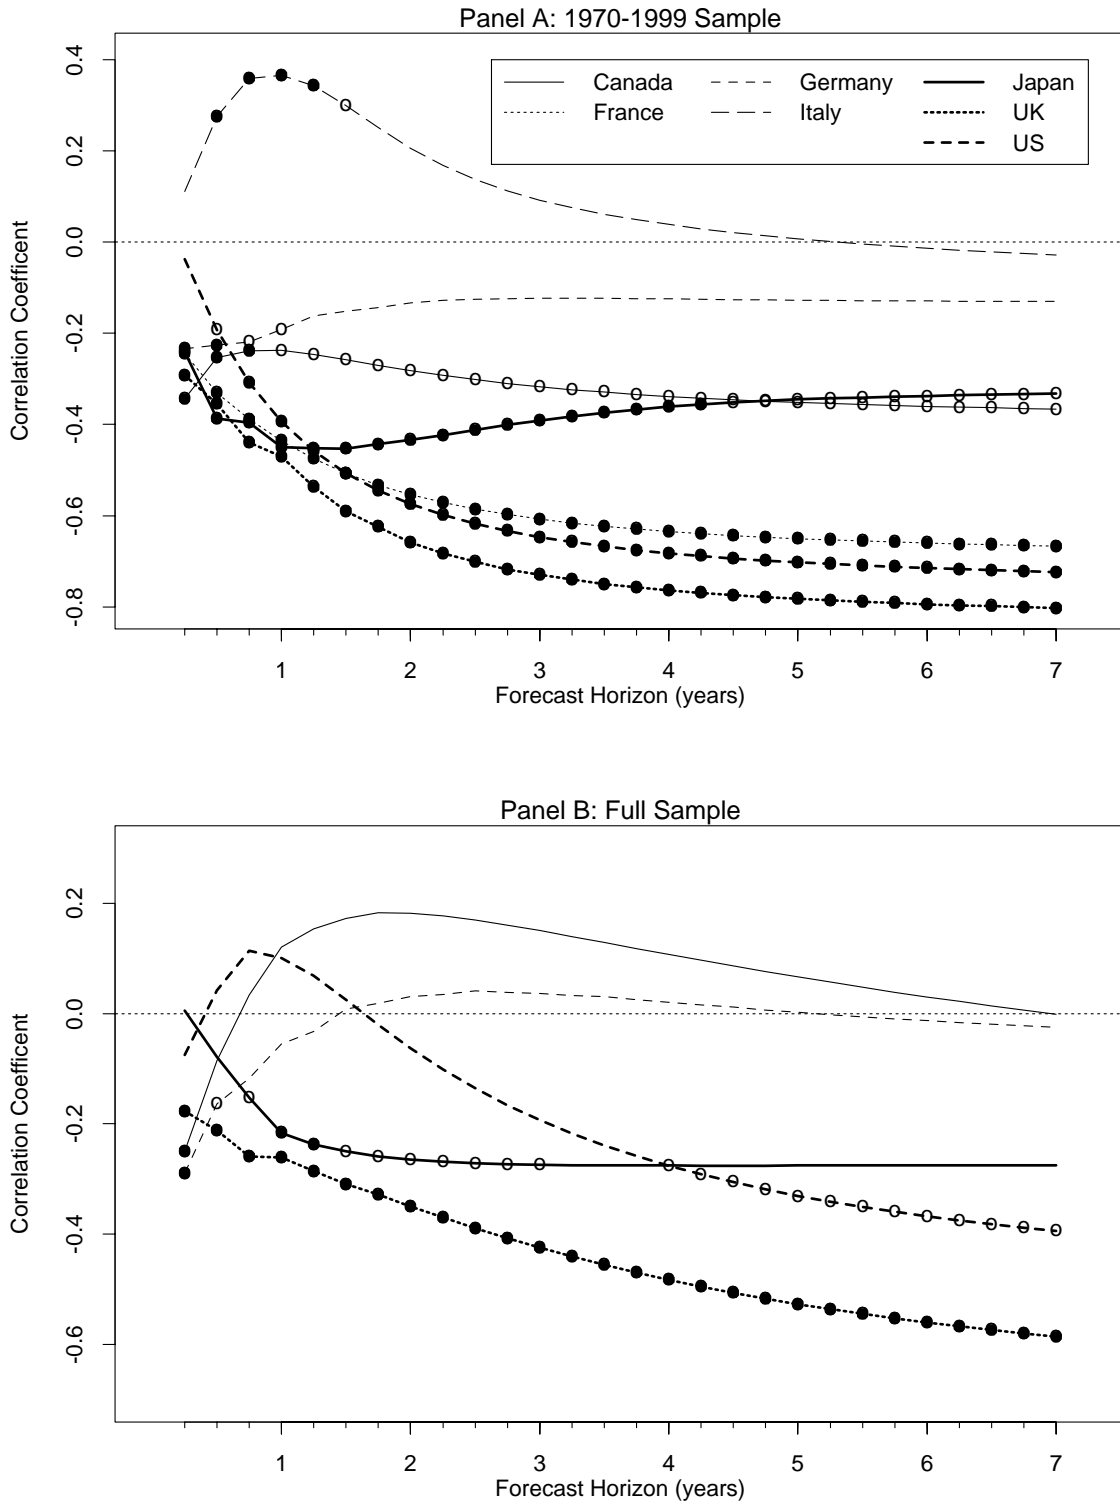 Panel A: 1970-1999 Sample
Correlation Coefficent
0.4
0.2
0.0
-0.2
-0.4
-0.6
-0.8
Canada Germany Japan
France Italy UK
US
1 2 3 4 5 6 7
Forecast Horizon (years)
Panel B: Full Sample
Correlation Coefficent
0.2
0.0
-0.2
-0.4
-0.6
1 2 3 4 5 6 7
Forecast Horizon (years)